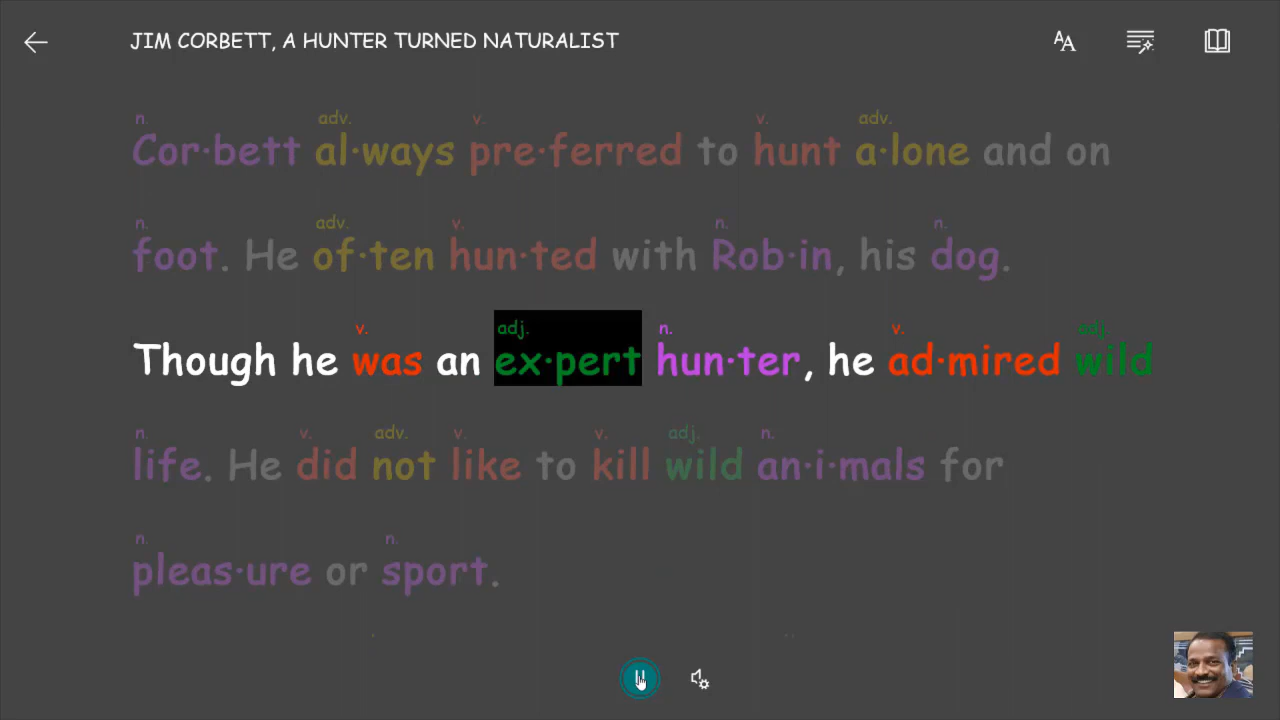 JIM CORBETT, A HUNTER TURNED NATURALIST
AA
n. adv. v. v. adv.
Cor·bett al·ways pre·ferred to hunt a·lone and on
n. adv. v. n. n.
foot. He of·ten hun·ted with Rob·in, his dog.
v. adj. n. v. adj.
Though he was an ex·pert hun·ter, he ad·mired wild
n. v. adv. v. v. adj. n.
life. He did not like to kill wild an·i·mals for
n. n.
pleas·ure or sport.